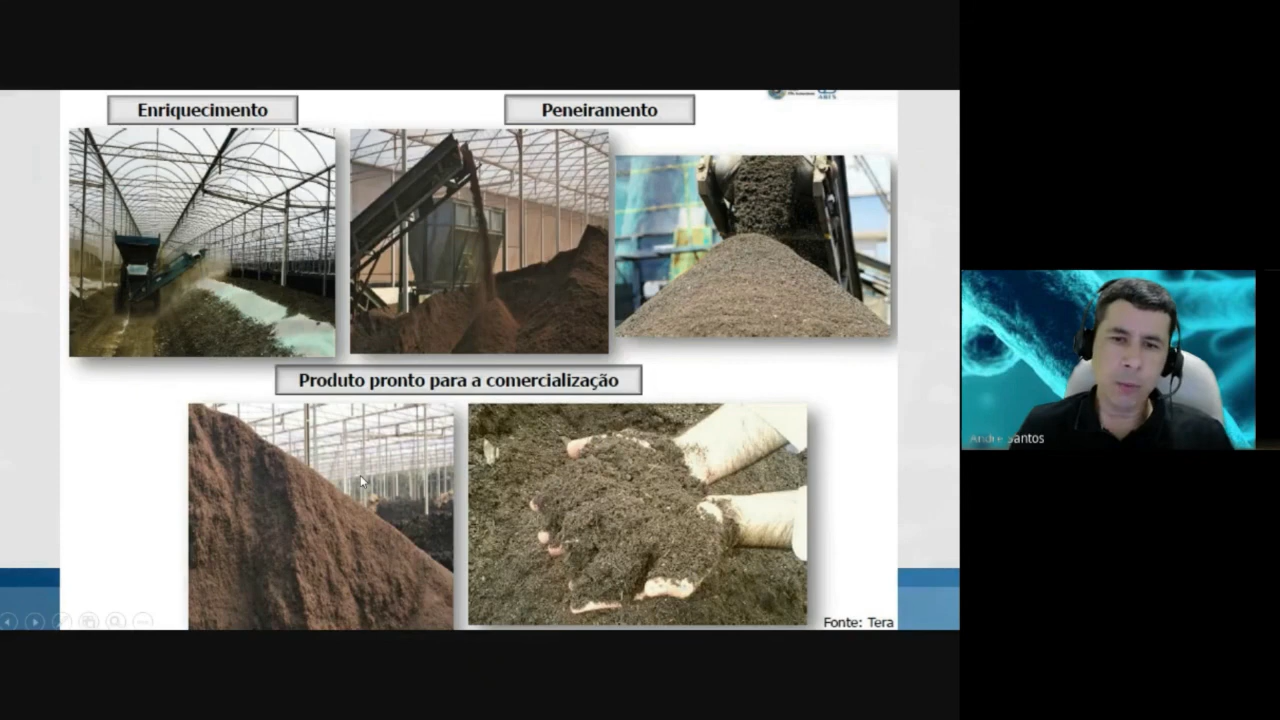 Enriquecimento
Peneiramento
Produto pronto para a comercialização
Andre Santos
Fonte: Tera